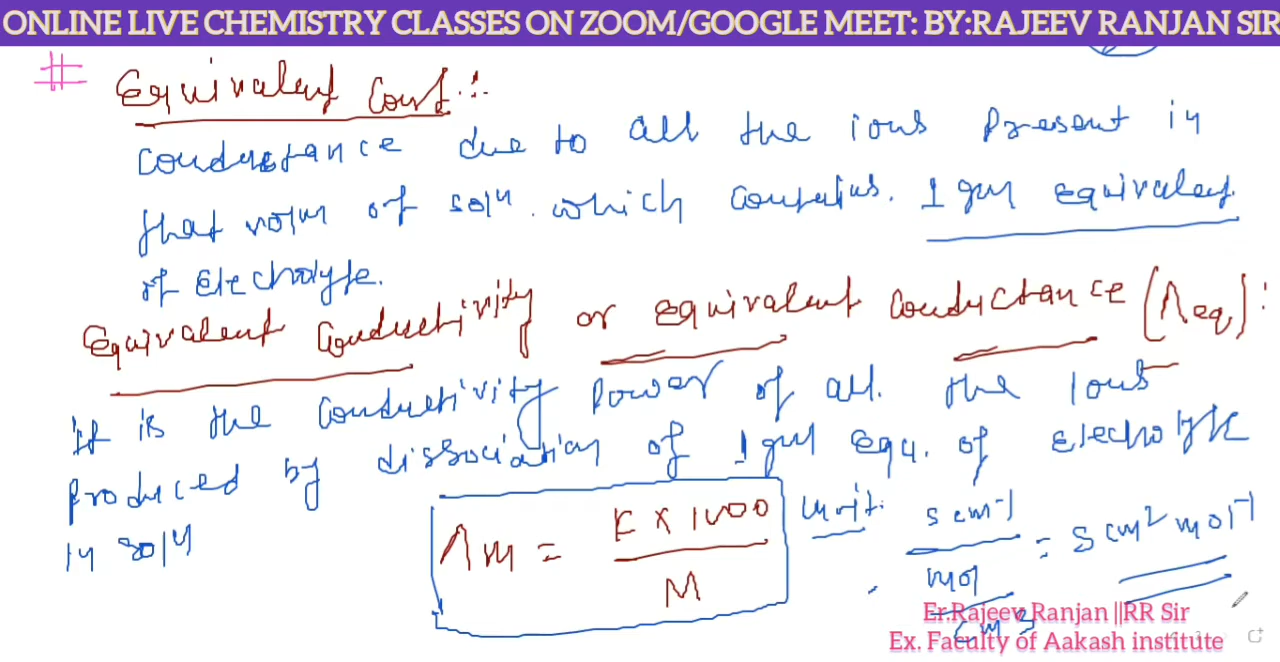 ONLINE LIVE CHEMISTRY CLASSES ON ZOOM/GOOGLE MEET: BY:RAJEEV RANJAN SIR
# Equivalent Cont :-
Conductance due to all the ions present in
that volm of soln. which contains. 1 gm equivalent
of Electrolyte.
Equivalent Conductivity or equivalent conductance (Λeq.) :
It is the conductivity power of all the ions
produced by dissociation of 1 gm eq4. of electrolyte
in soln
Λm = K × 1000 / M
Unit: S cm⁻¹ / mol / cm³ = S cm² mol⁻¹
Er.Rajeev Ranjan ||RR Sir
Ex. Faculty of Aakash institute